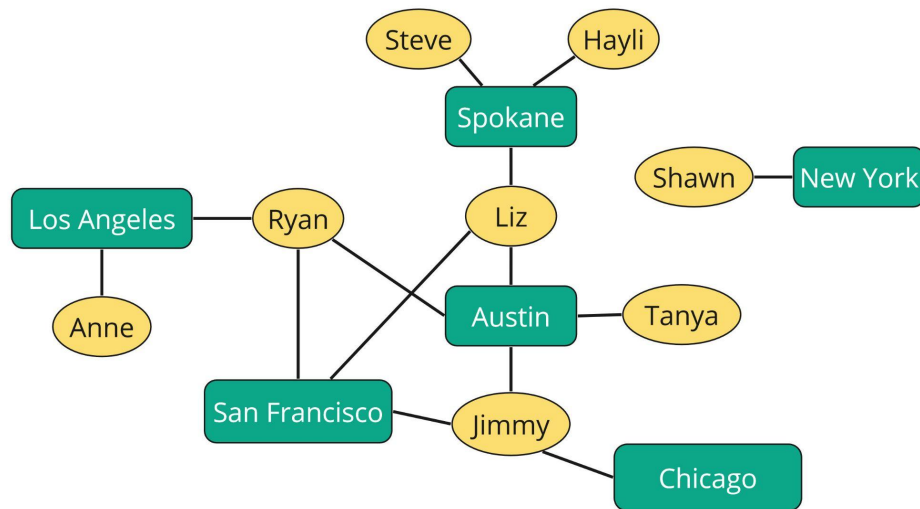 Steve
Hayli
Spokane
Shawn
New York
Los Angeles
Ryan
Liz
Anne
Austin
Tanya
San Francisco
Jimmy
Chicago